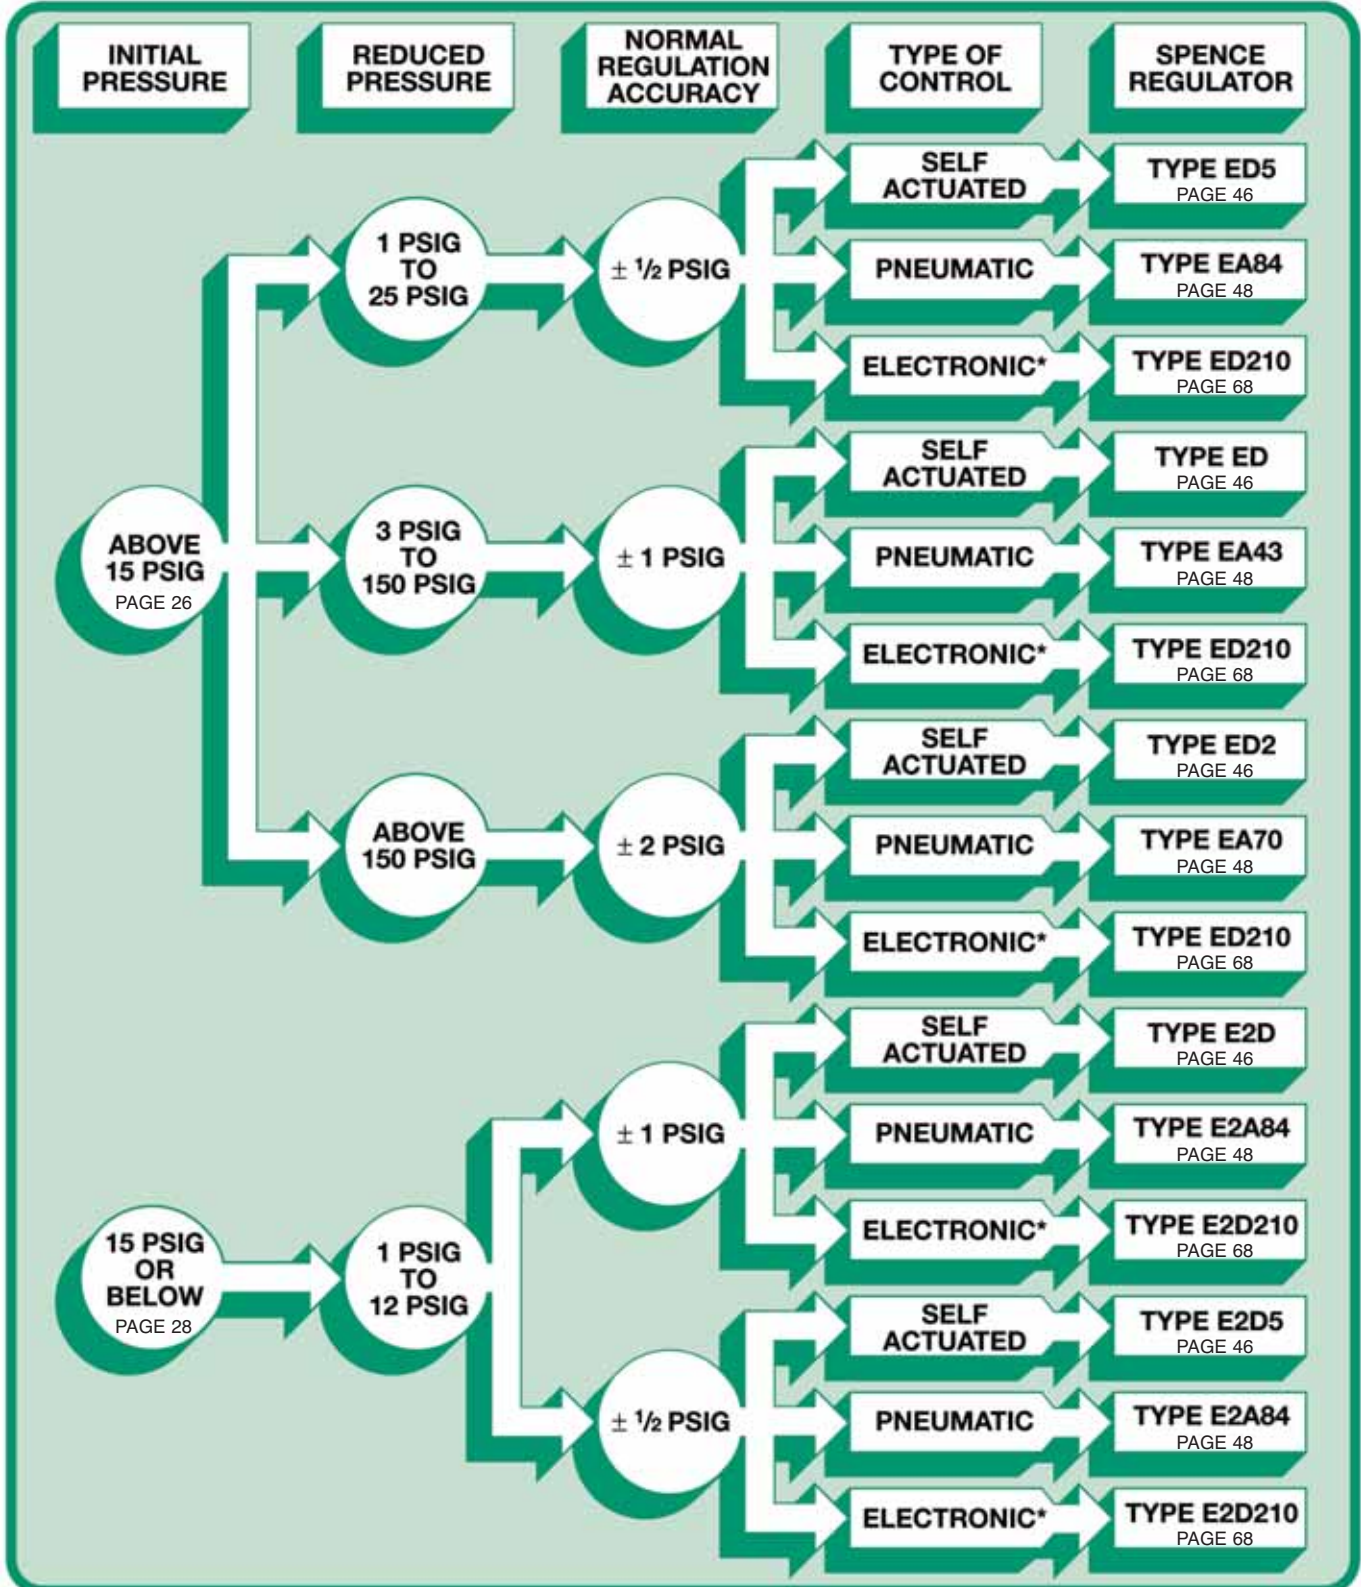 INITIAL
PRESSURE
REDUCED
PRESSURE
NORMAL
REGULATION
ACCURACY
TYPE OF
CONTROL
SPENCE
REGULATOR
ABOVE
15 PSIG
PAGE 26
1 PSIG
TO
25 PSIG
± 1/2 PSIG
SELF
ACTUATED
TYPE ED5
PAGE 46
PNEUMATIC
TYPE EA84
PAGE 48
ELECTRONIC*
TYPE ED210
PAGE 68
3 PSIG
TO
150 PSIG
± 1 PSIG
SELF
ACTUATED
TYPE ED
PAGE 46
PNEUMATIC
TYPE EA43
PAGE 48
ELECTRONIC*
TYPE ED210
PAGE 68
ABOVE
150 PSIG
± 2 PSIG
SELF
ACTUATED
TYPE ED2
PAGE 46
PNEUMATIC
TYPE EA70
PAGE 48
ELECTRONIC*
TYPE ED210
PAGE 68
15 PSIG
OR
BELOW
PAGE 28
1 PSIG
TO
12 PSIG
± 1 PSIG
SELF
ACTUATED
TYPE E2D
PAGE 46
PNEUMATIC
TYPE E2A84
PAGE 48
ELECTRONIC*
TYPE E2D210
PAGE 68
± 1/2 PSIG
SELF
ACTUATED
TYPE E2D5
PAGE 46
PNEUMATIC
TYPE E2A84
PAGE 48
ELECTRONIC*
TYPE E2D210
PAGE 68